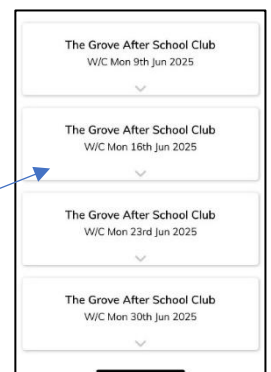 The Grove After School Club
W/C Mon 9th Jun 2025
The Grove After School Club
W/C Mon 16th Jun 2025
The Grove After School Club
W/C Mon 23rd Jun 2025
The Grove After School Club
W/C Mon 30th Jun 2025